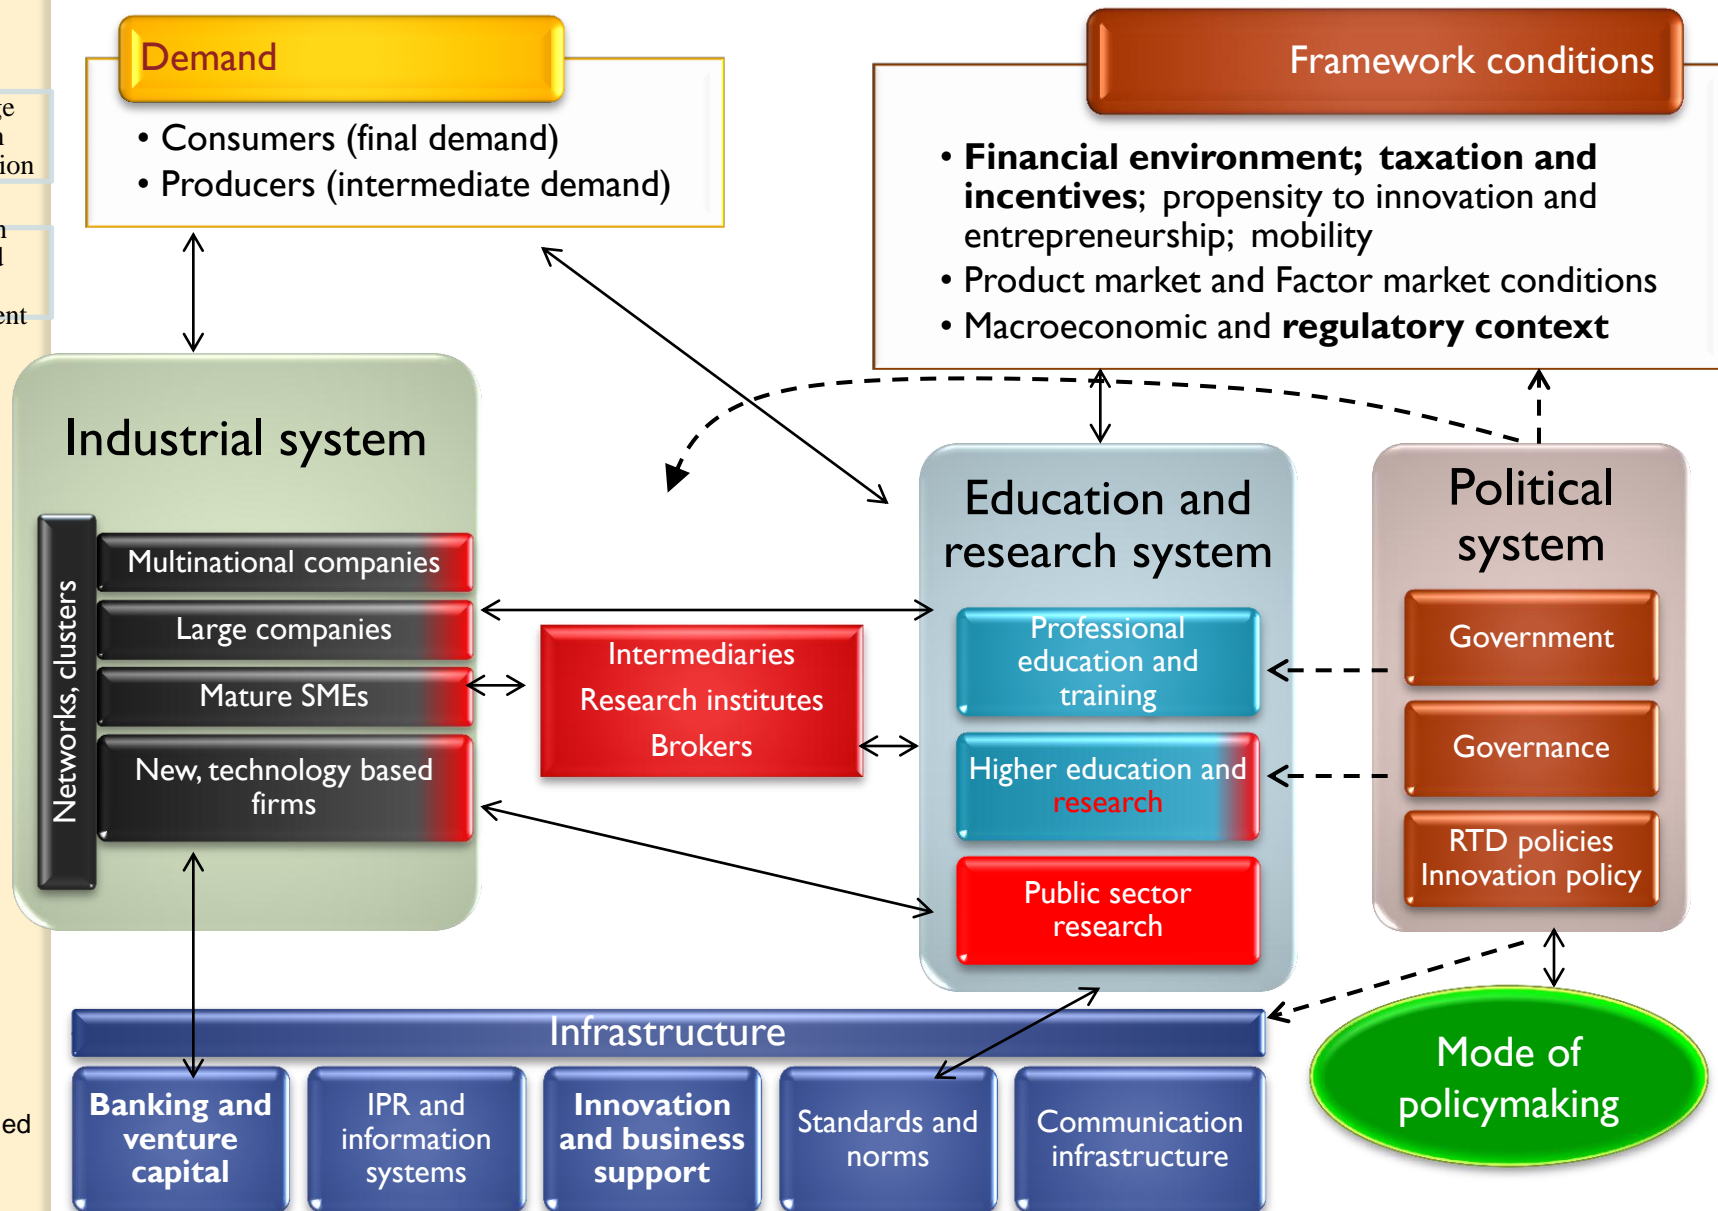 Demand
• Consumers (final demand)
• Producers (intermediate demand)
Framework conditions
• Financial environment; taxation and
incentives; propensity to innovation and
entrepreneurship; mobility
• Product market and Factor market conditions
• Macroeconomic and regulatory context
Industrial system
Networks, clusters
Multinational companies
Large companies
Mature SMEs
New, technology based
firms
Intermediaries
Research institutes
Brokers
Education and
research system
Professional
education and
training
Higher education and
research
Public sector
research
Political
system
Government
Governance
RTD policies
Innovation policy
Mode of
policymaking
Infrastructure
Banking and
venture
capital
IPR and
information
systems
Innovation
and business
support
Standards and
norms
Communication
infrastructure
ed